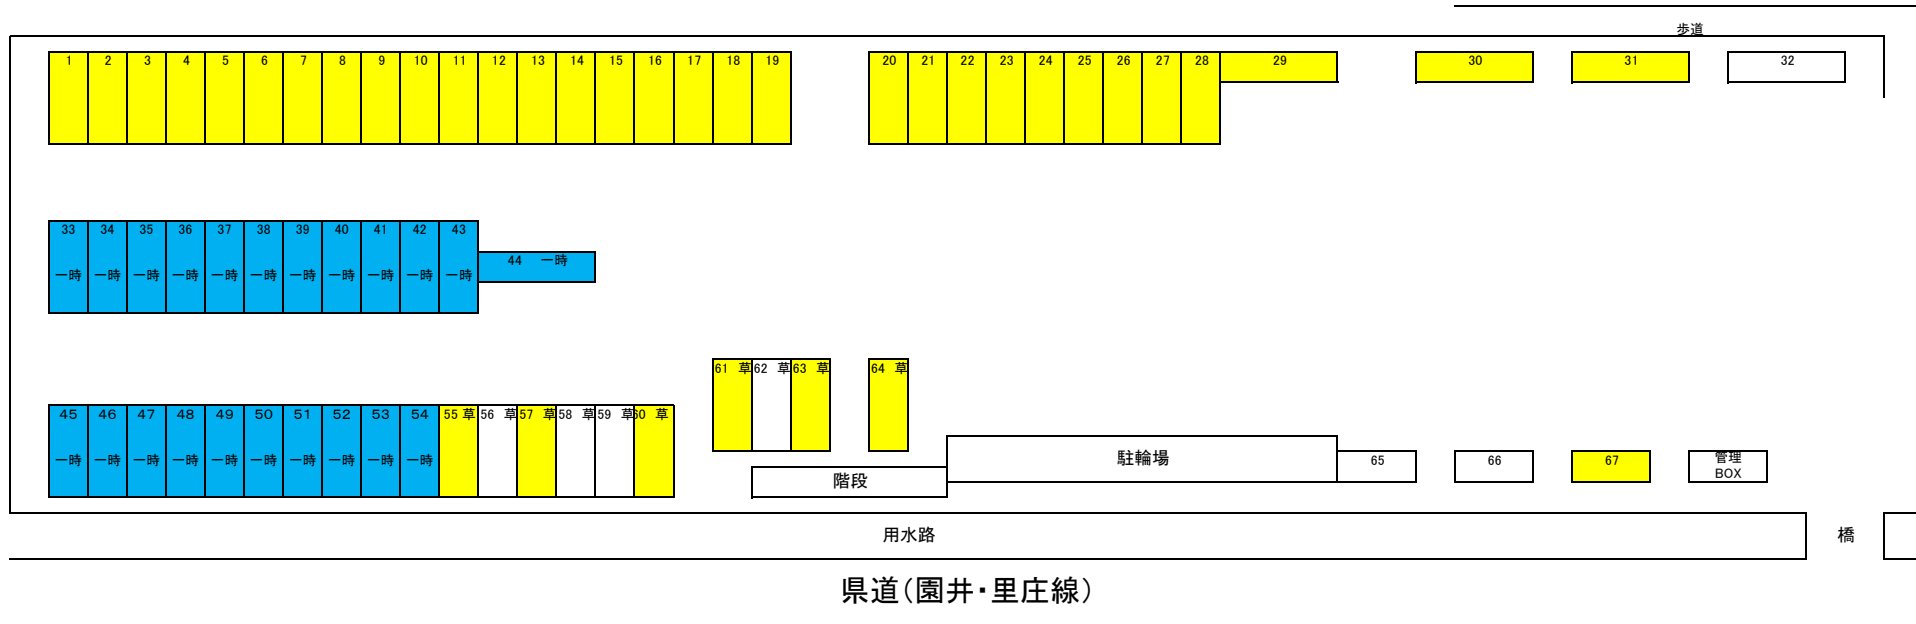 歩道
1 2 3 4 5 6 7 8 9 10 11 12 13 14 15 16 17 18 19 20 21 22 23 24 25 26 27 28 29 30 31 32
33 34 35 36 37 38 39 40 41 42 43
44 一時
一時 一時 一時 一時 一時 一時 一時 一時 一時 一時 一時
61 草 62 草 63 草 64 草
45 46 47 48 49 50 51 52 53 54 55 草 56 草 57 草 58 草 59 草 60 草
一時 一時 一時 一時 一時 一時 一時 一時 一時 一時
駐輪場 65 66 67 管理
BOX
階段
用水路 橋
県道(園井・里庄線)